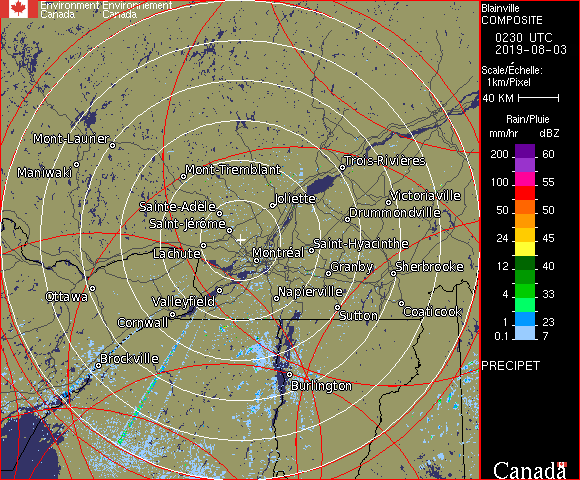 Environment Environnement
Canada Canada
Blainville
COMPOSITE
0230 UTC
2019-08-03
Scale/Échelle:
1km/Pixel
40 KM
Rain/Pluie
mm/hr dBZ
200 60
100 55
50 50
24 45
12 40
4 33
1 23
0.1 7
PRECIPET
Mont-Laurier
Maniwaki
Mont-Tremblant
Trois-Rivières
Joliette
Victoriaville
Sainte-Adèle
Drummondville
Saint-Jérôme
Lachute
Montréal
Saint-Hyacinthe
Granby
Sherbrooke
Ottawa
Valleyfield
Napierville
Cornwall
Sutton
Coaticook
Brockville
Burlington
Canada